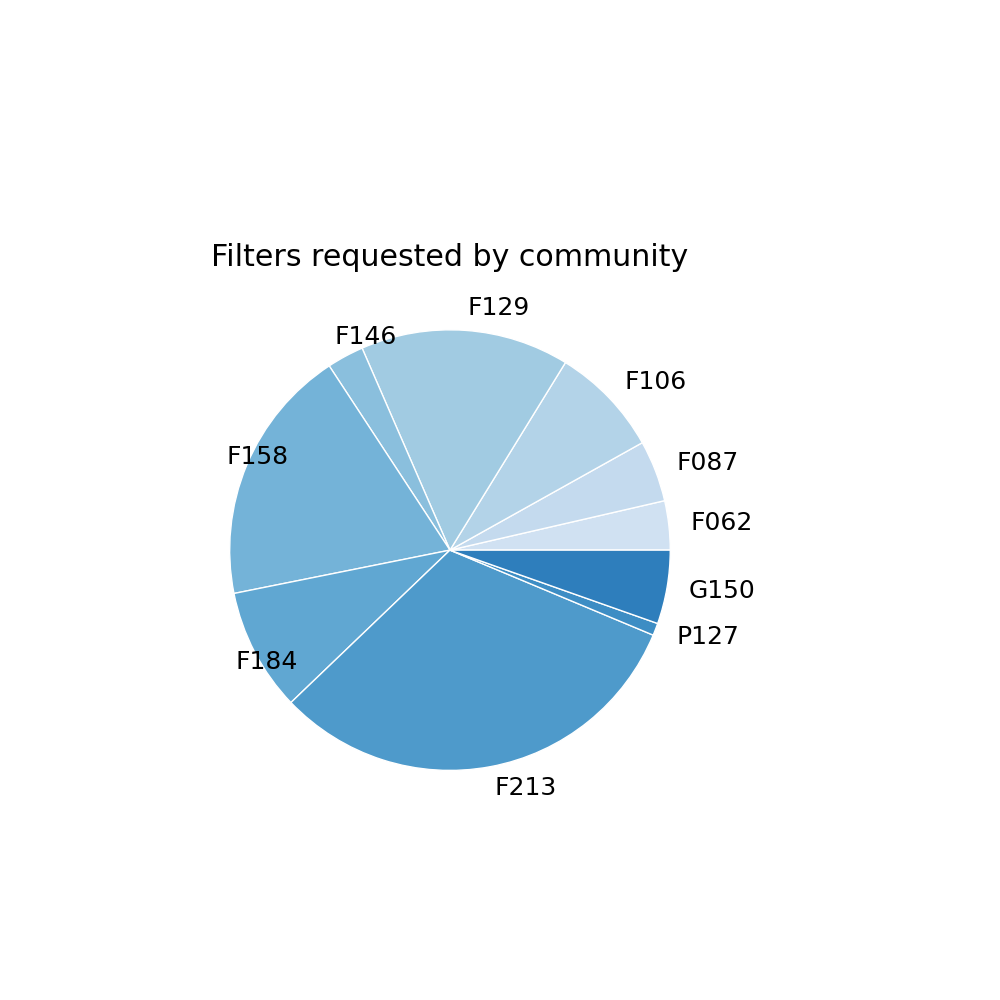 Filters requested by community
F129
F146
F106
F158
F087
F062
G150
P127
F184
F213